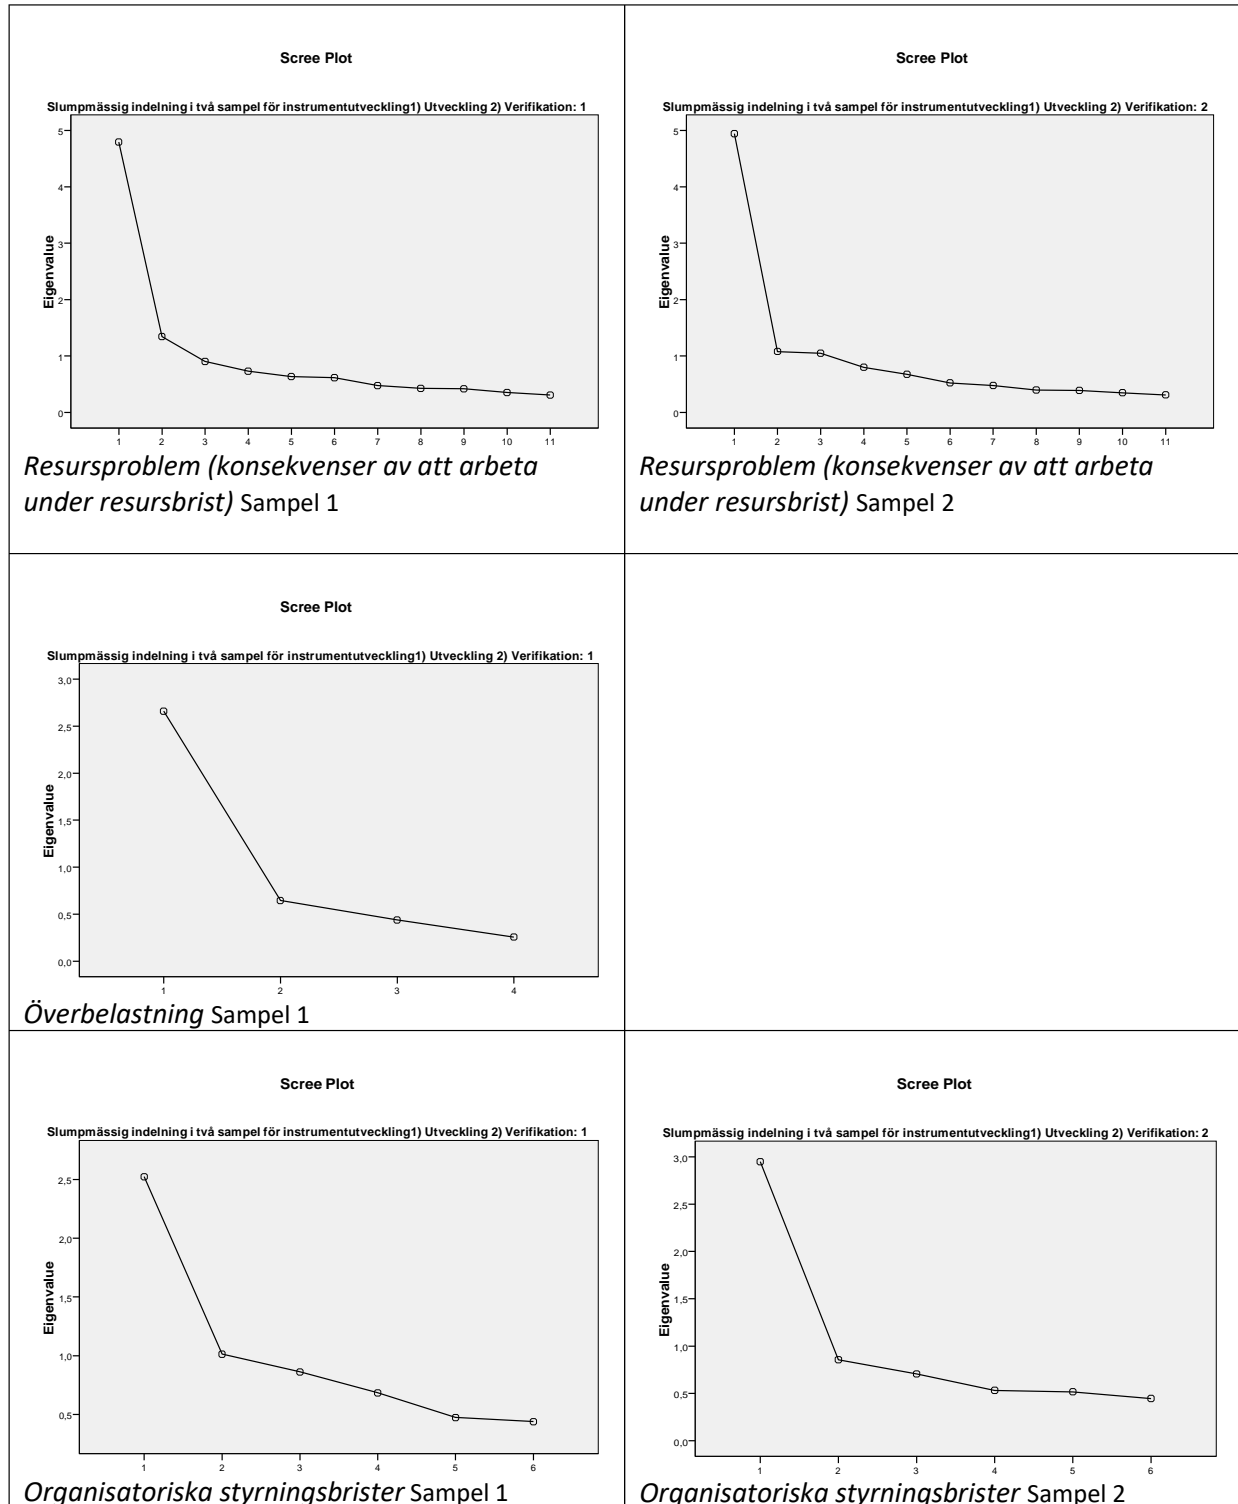 Scree Plot
Slumpmässig indelning i två sampel för instrumentutveckling1) Utveckling 2) Verifikation: 1
5
4
3
2
1
0
Eigenvalue
1 2 3 4 5 6 7 8 9 10 11
Resursproblem (konsekvenser av att arbeta
under resursbrist) Sampel 1
Scree Plot
Slumpmässig indelning i två sampel för instrumentutveckling1) Utveckling 2) Verifikation: 2
5
4
3
2
1
0
Eigenvalue
1 2 3 4 5 6 7 8 9 10 11
Resursproblem (konsekvenser av att arbeta
under resursbrist) Sampel 2
Scree Plot
Slumpmässig indelning i två sampel för instrumentutveckling1) Utveckling 2) Verifikation: 1
3,0
2,5
2,0
1,5
1,0
0,5
0,0
Eigenvalue
1 2 3 4
Överbelastning Sampel 1
Scree Plot
Slumpmässig indelning i två sampel för instrumentutveckling1) Utveckling 2) Verifikation: 1
2,5
2,0
1,5
1,0
0,5
Eigenvalue
1 2 3 4 5 6
Organisatoriska styrningsbrister Sampel 1
Scree Plot
Slumpmässig indelning i två sampel för instrumentutveckling1) Utveckling 2) Verifikation: 2
3,0
2,5
2,0
1,5
1,0
0,5
0,0
Eigenvalue
1 2 3 4 5 6
Organisatoriska styrningsbrister Sampel 2